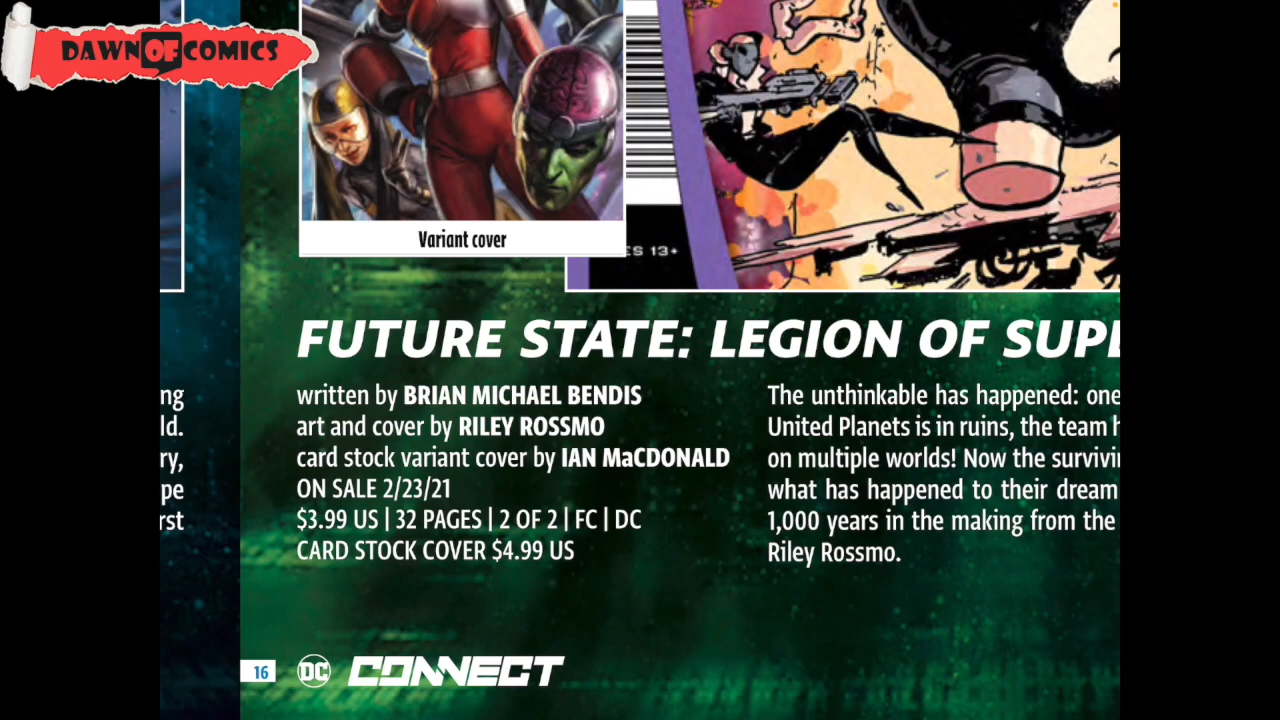 DAWNOFCOMICS
Variant cover
ES 13+
FUTURE STATE: LEGION OF SUPE
written by BRIAN MICHAEL BENDIS
art and cover by RILEY ROSSMO
card stock variant cover by IAN MaCDONALD
ON SALE 2/23/21
$3.99 US | 32 PAGES | 2 OF 2 | FC | DC
CARD STOCK COVER $4.99 US
The unthinkable has happened: one
United Planets is in ruins, the team h
on multiple worlds! Now the survivi
what has happened to their dream
1,000 years in the making from the
Riley Rossmo.
ng
ld.
ry,
pe
rst
16
DC CONNECT